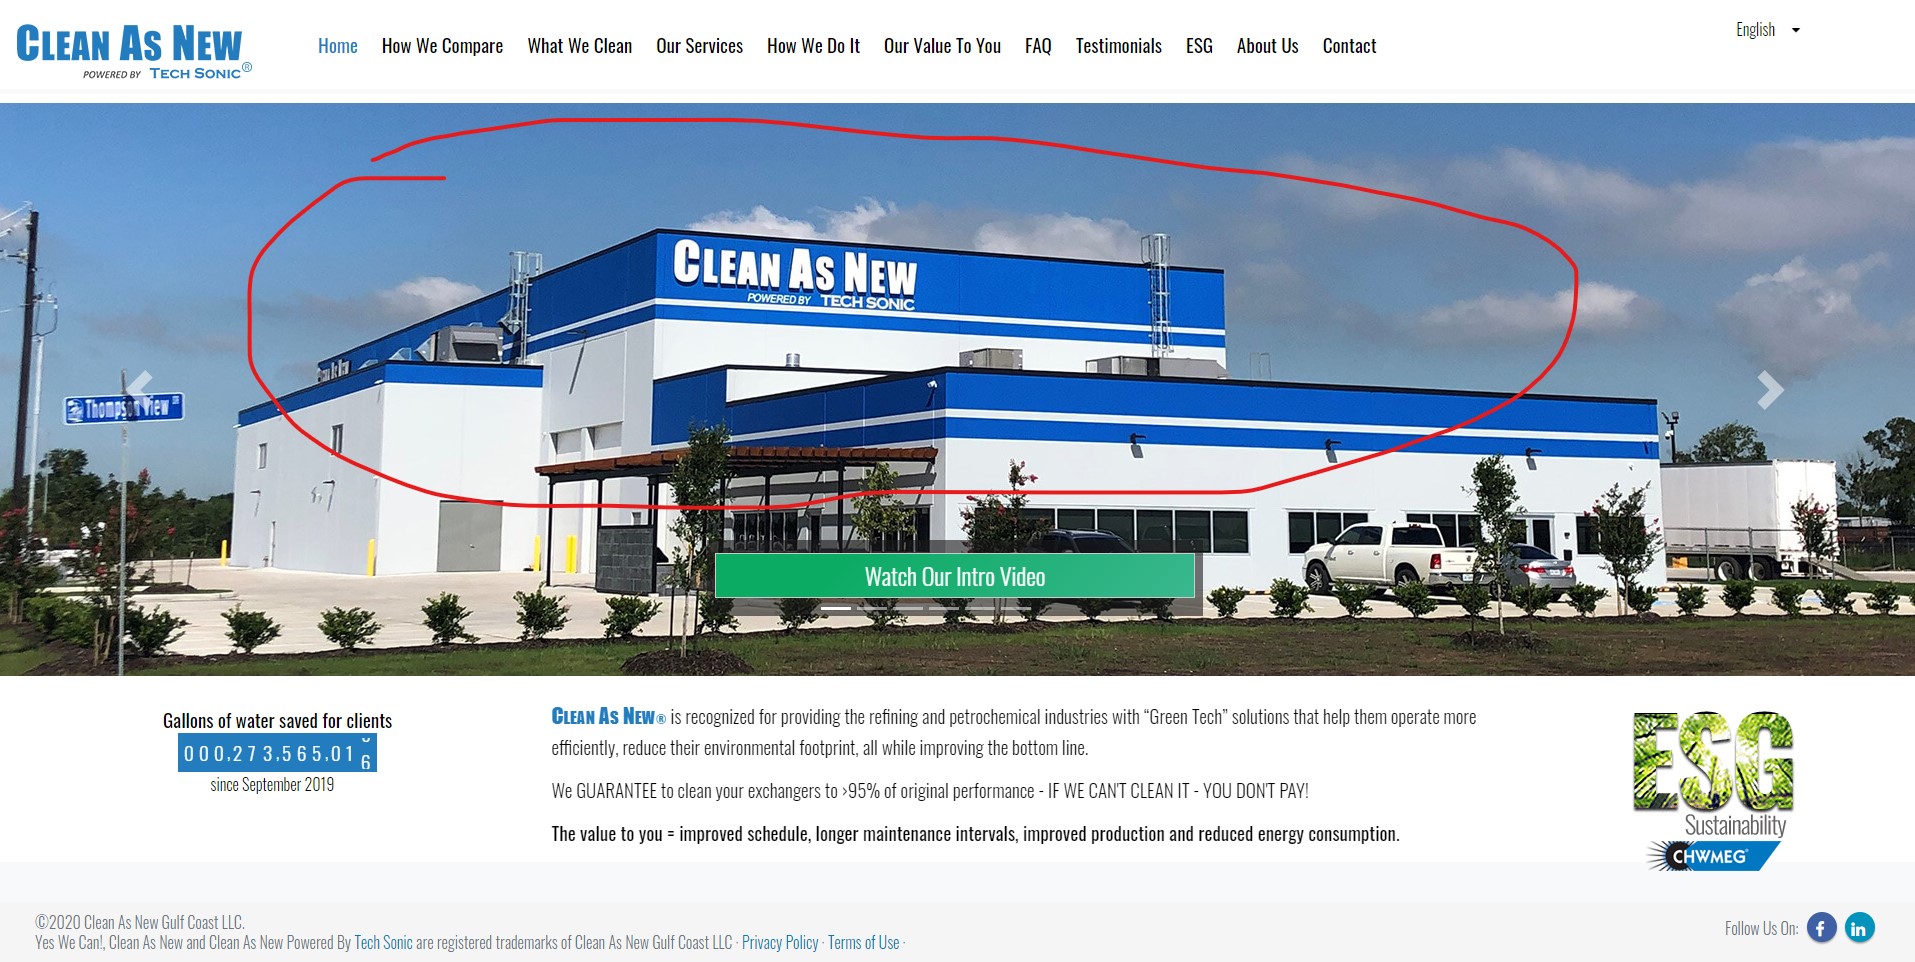 CLEAN AS NEW
POWERED BY TECH SONIC®
Home How We Compare What We Clean Our Services How We Do It Our Value To You FAQ Testimonials ESG About Us Contact
English
CLEAN AS NEW
POWERED BY TECH SONIC
CLEAN AS NEW
Thompson View
Watch Our Intro Video
Gallons of water saved for clients
000,273,565,01 6
since September 2019
CLEAN AS NEW® is recognized for providing the refining and petrochemical industries with “Green Tech” solutions that help them operate more
efficiently, reduce their environmental footprint, all while improving the bottom line.
We GUARANTEE to clean your exchangers to >95% of original performance - IF WE CAN'T CLEAN IT - YOU DON'T PAY!
The value to you = improved schedule, longer maintenance intervals, improved production and reduced energy consumption.
ESG
Sustainability
CHWMEG®
©2020 Clean As New Gulf Coast LLC.
Yes We Can!, Clean As New and Clean As New Powered By Tech Sonic are registered trademarks of Clean As New Gulf Coast LLC · Privacy Policy · Terms of Use ·
Follow Us On: